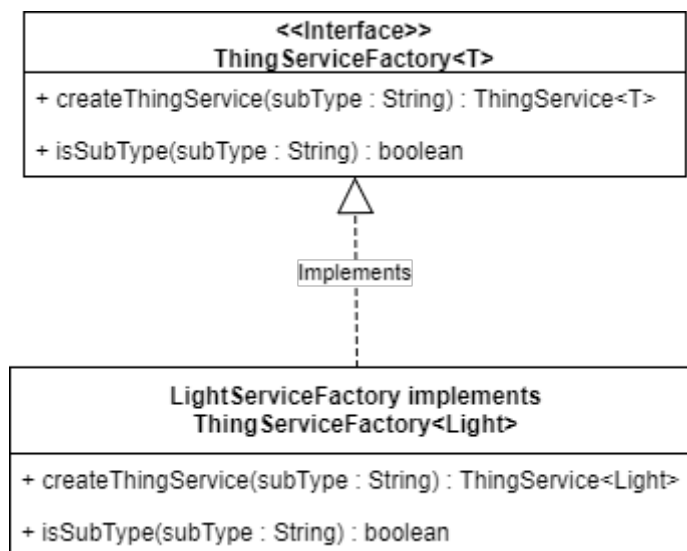 <<Interface>>
ThingServiceFactory<T>
+ createThingService(subType : String) : ThingService<T>
+ isSubType(subType : String) : boolean
Implements
LightServiceFactory implements
ThingServiceFactory<Light>
+ createThingService(subType : String) : ThingService<Light>
+ isSubType(subType : String) : boolean